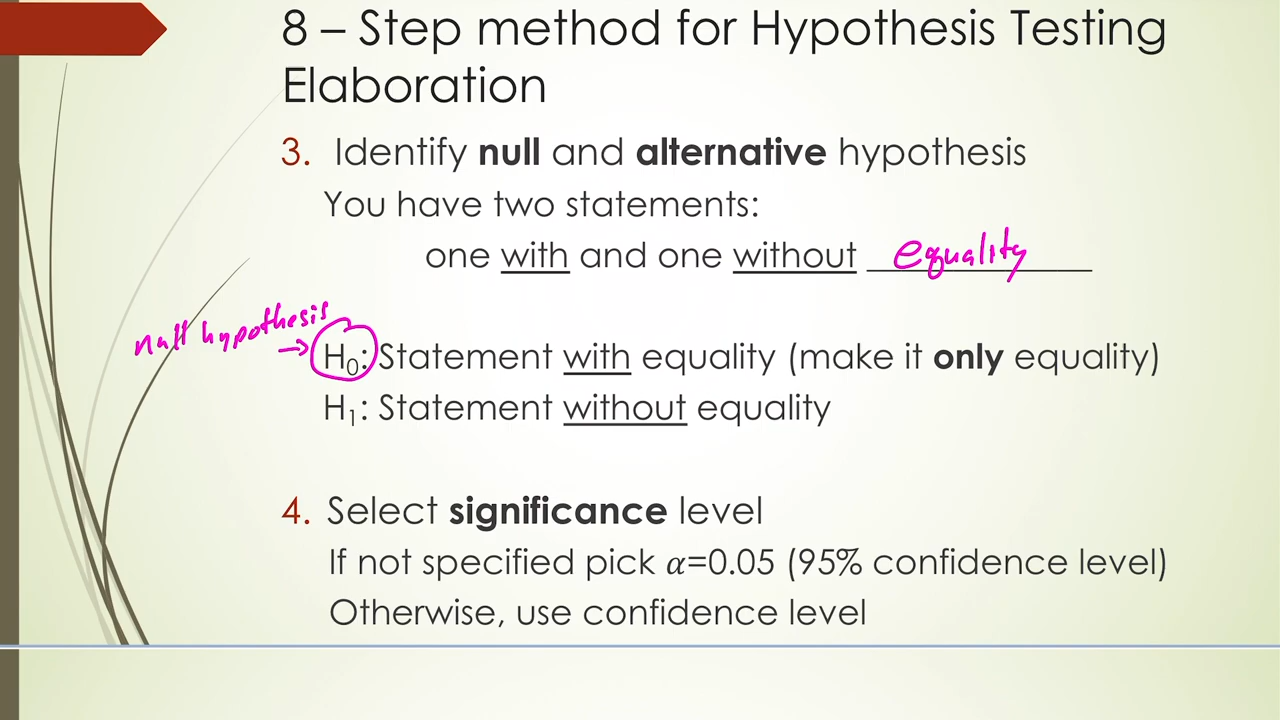 8 – Step method for Hypothesis Testing
Elaboration
3. Identify null and alternative hypothesis
You have two statements:
one with and one without equality
null hypothesis →
H₀: Statement with equality (make it only equality)
H₁: Statement without equality
4. Select significance level
If not specified pick 𝛼=0.05 (95% confidence level)
Otherwise, use confidence level